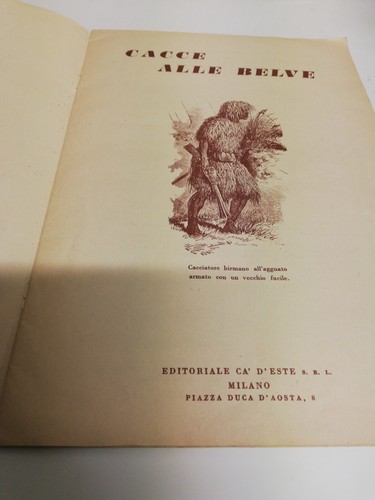 CACCE
ALLE BELVE
Cacciatore birmano all'agguato
armato con un vecchio fucile.
EDITORIALE CA' D'ESTE S. R. L.
MILANO
PIAZZA DUCA D'AOSTA, 8